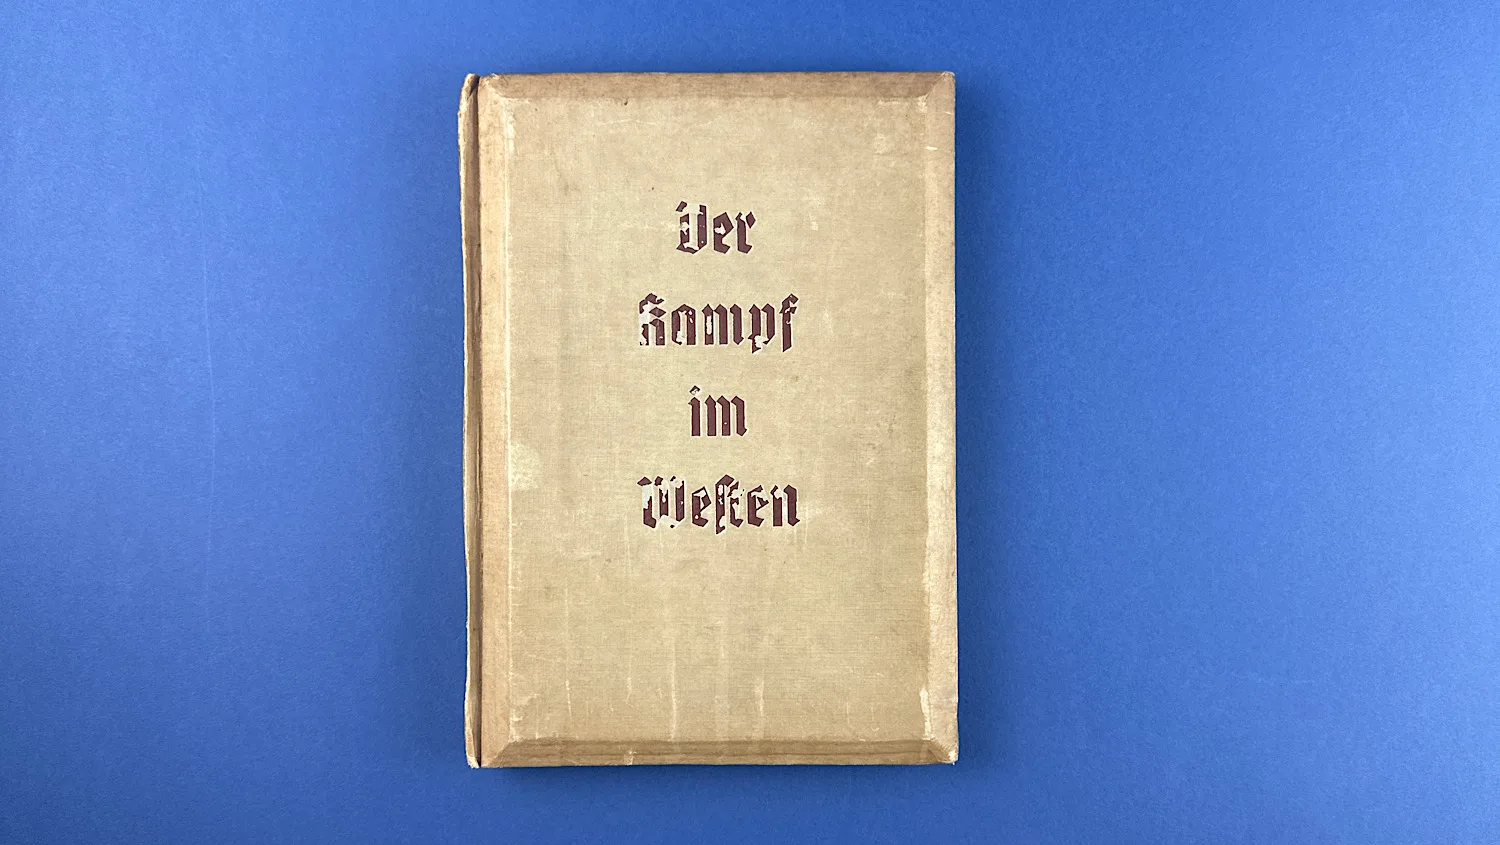 Der
Kampf
im
Westen